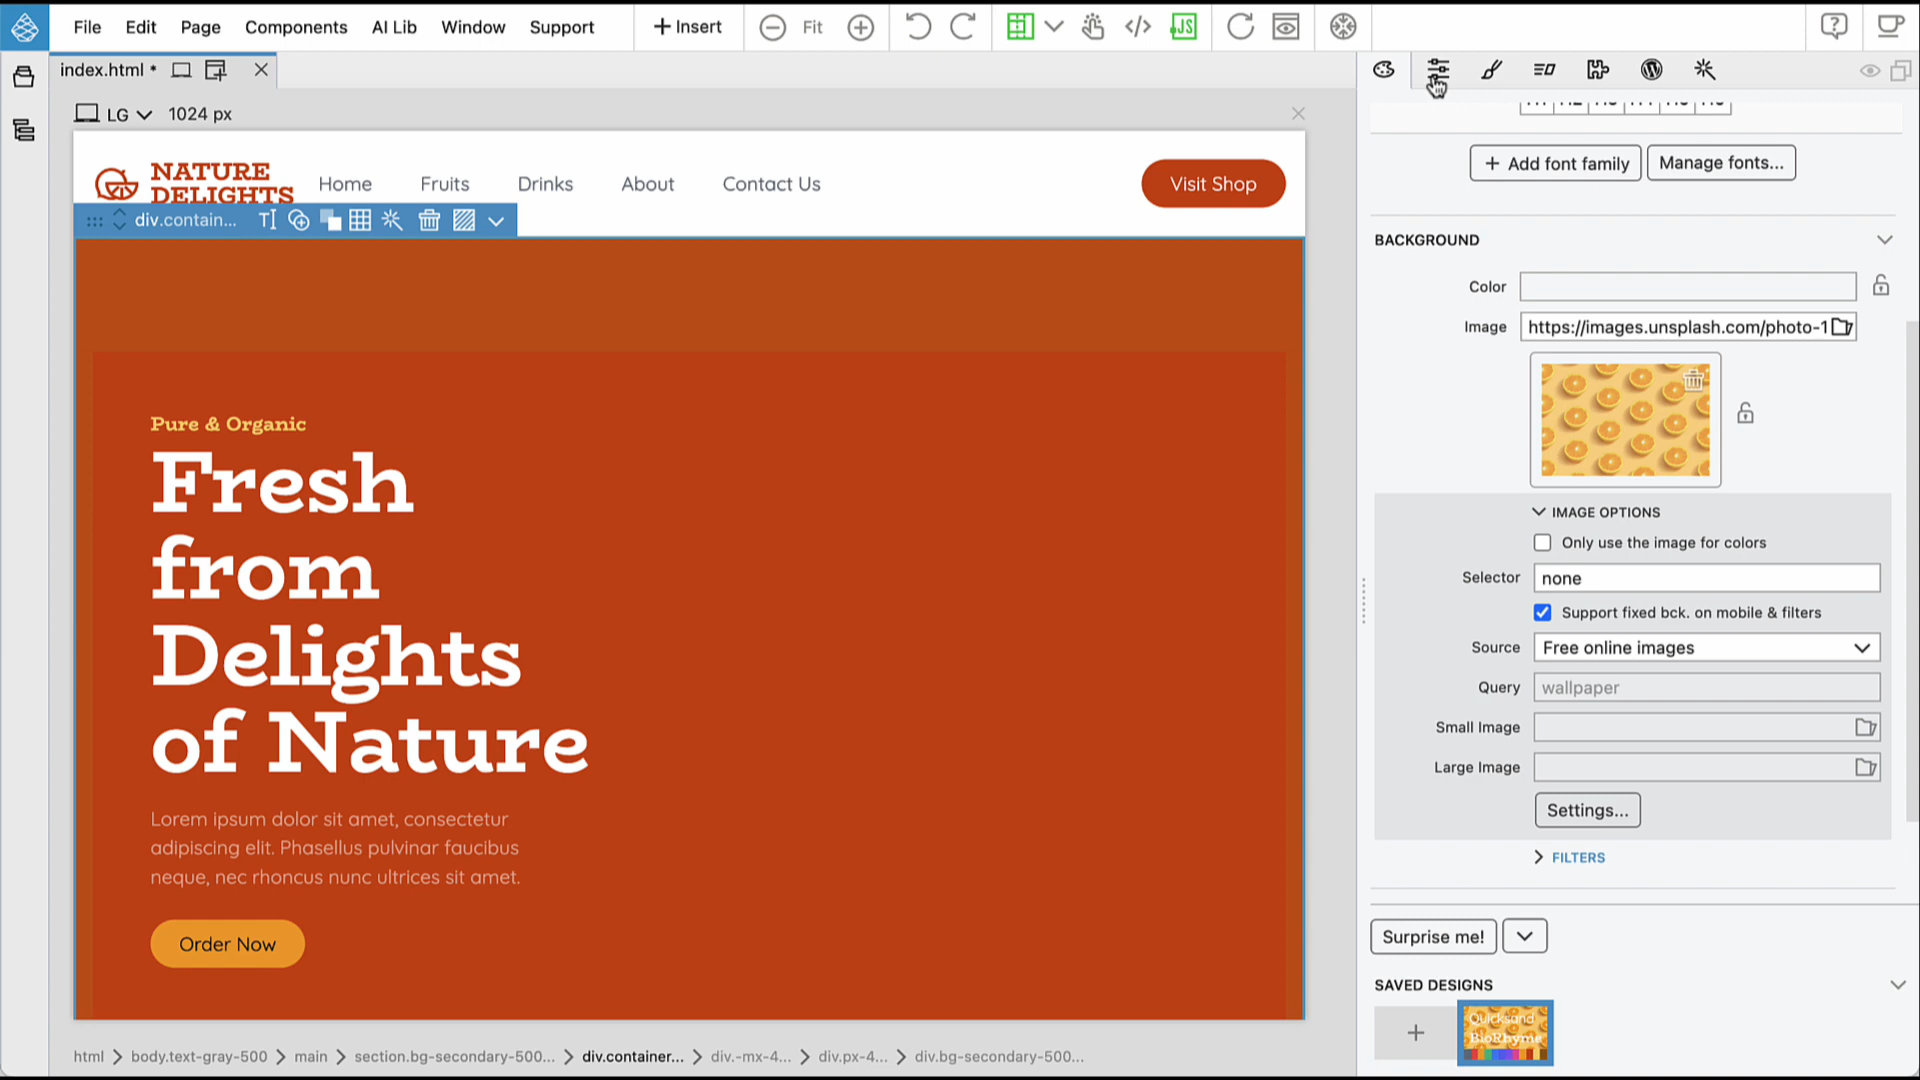 File Edit Page Components AI Lib Window Support + Insert Fit JS
index.html *
LG 1024 px
NATURE
DELIGHTS
Home Fruits Drinks About Contact Us Visit Shop
div.contain...
Pure & Organic
Fresh
from
Delights
of Nature
Lorem ipsum dolor sit amet, consectetur
adipiscing elit. Phasellus pulvinar faucibus
neque, nec rhoncus nunc ultrices sit amet.
Order Now
html > body.text-gray-500 > main > section.bg-secondary-500... > div.container... > div.-mx-4... > div.px-4... > div.bg-secondary-500...
+ Add font family Manage fonts...
BACKGROUND
Color
Image https://images.unsplash.com/photo-1
IMAGE OPTIONS
Only use the image for colors
Selector none
Support fixed bck. on mobile & filters
Source Free online images
Query wallpaper
Small Image
Large Image
Settings...
FILTERS
Surprise me!
SAVED DESIGNS
+
Quicksand
BioRhyme